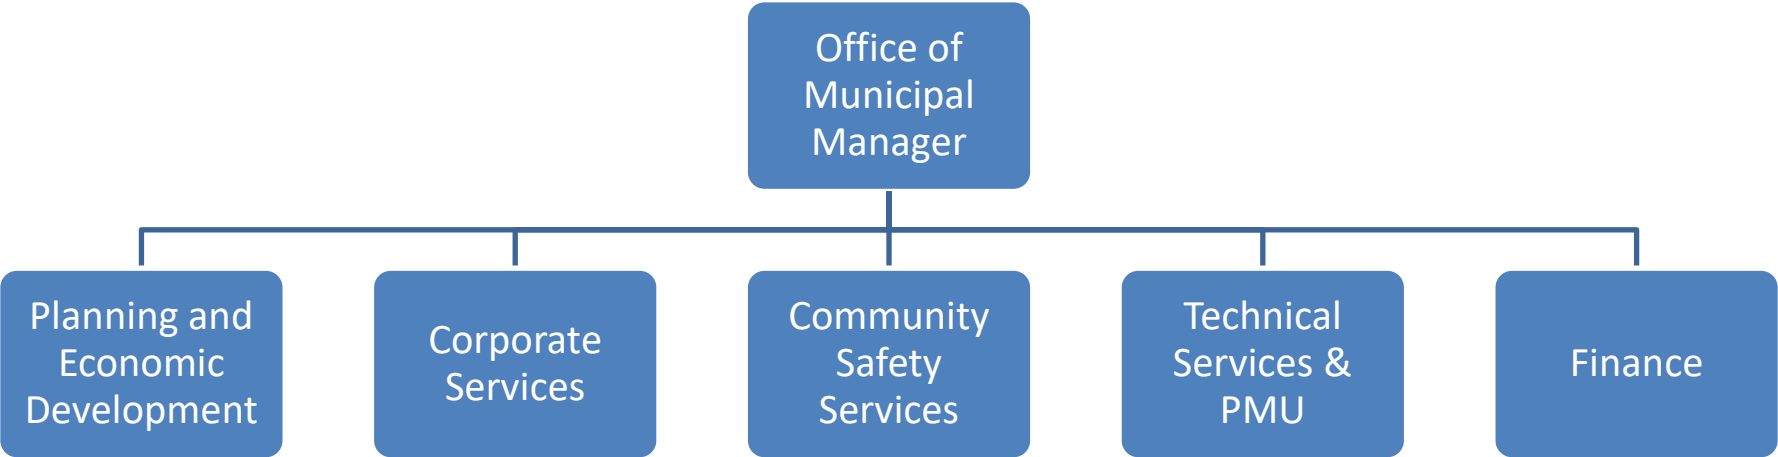 Office of
Municipal
Manager
Planning and
Economic
Development
Corporate
Services
Community
Safety
Services
Technical
Services &
PMU
Finance